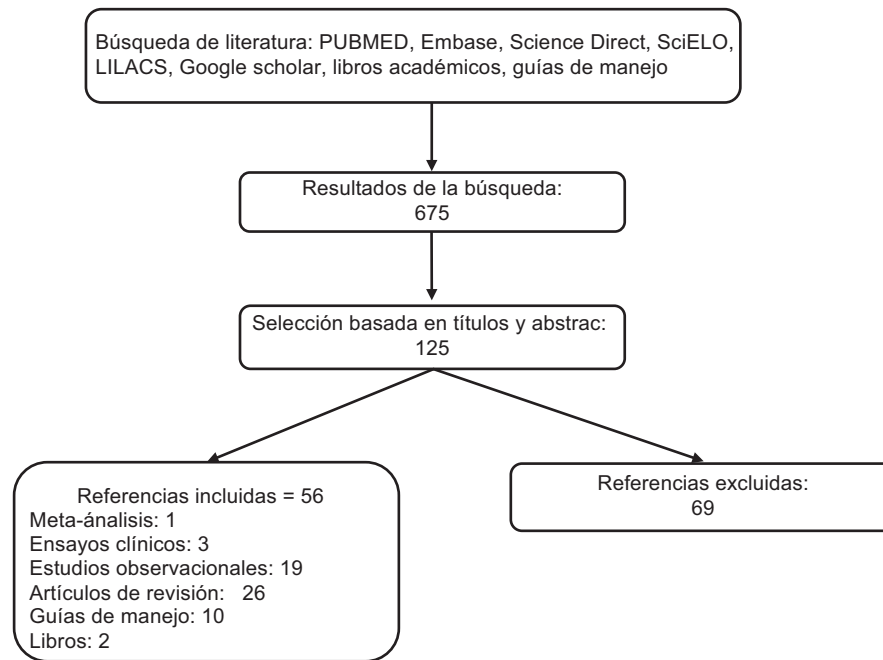 Búsqueda de literatura: PUBMED, Embase, Science Direct, SciELO,
LILACS, Google scholar, libros académicos, guías de manejo
Resultados de la búsqueda:
675
Selección basada en títulos y abstrac:
125
Referencias incluidas = 56
Meta-ánalisis: 1
Ensayos clínicos: 3
Estudios observacionales: 19
Artículos de revisión: 26
Guías de manejo: 10
Libros: 2
Referencias excluidas:
69